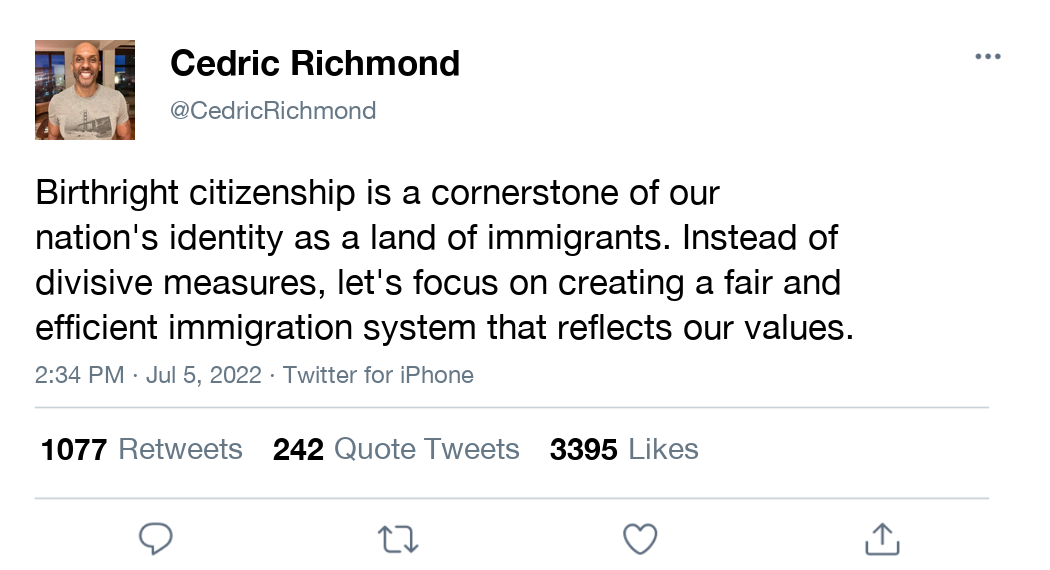 Cedric Richmond
@CedricRichmond
Birthright citizenship is a cornerstone of our
nation's identity as a land of immigrants. Instead of
divisive measures, let's focus on creating a fair and
efficient immigration system that reflects our values.
2:34 PM · Jul 5, 2022 · Twitter for iPhone
1077 Retweets 242 Quote Tweets 3395 Likes